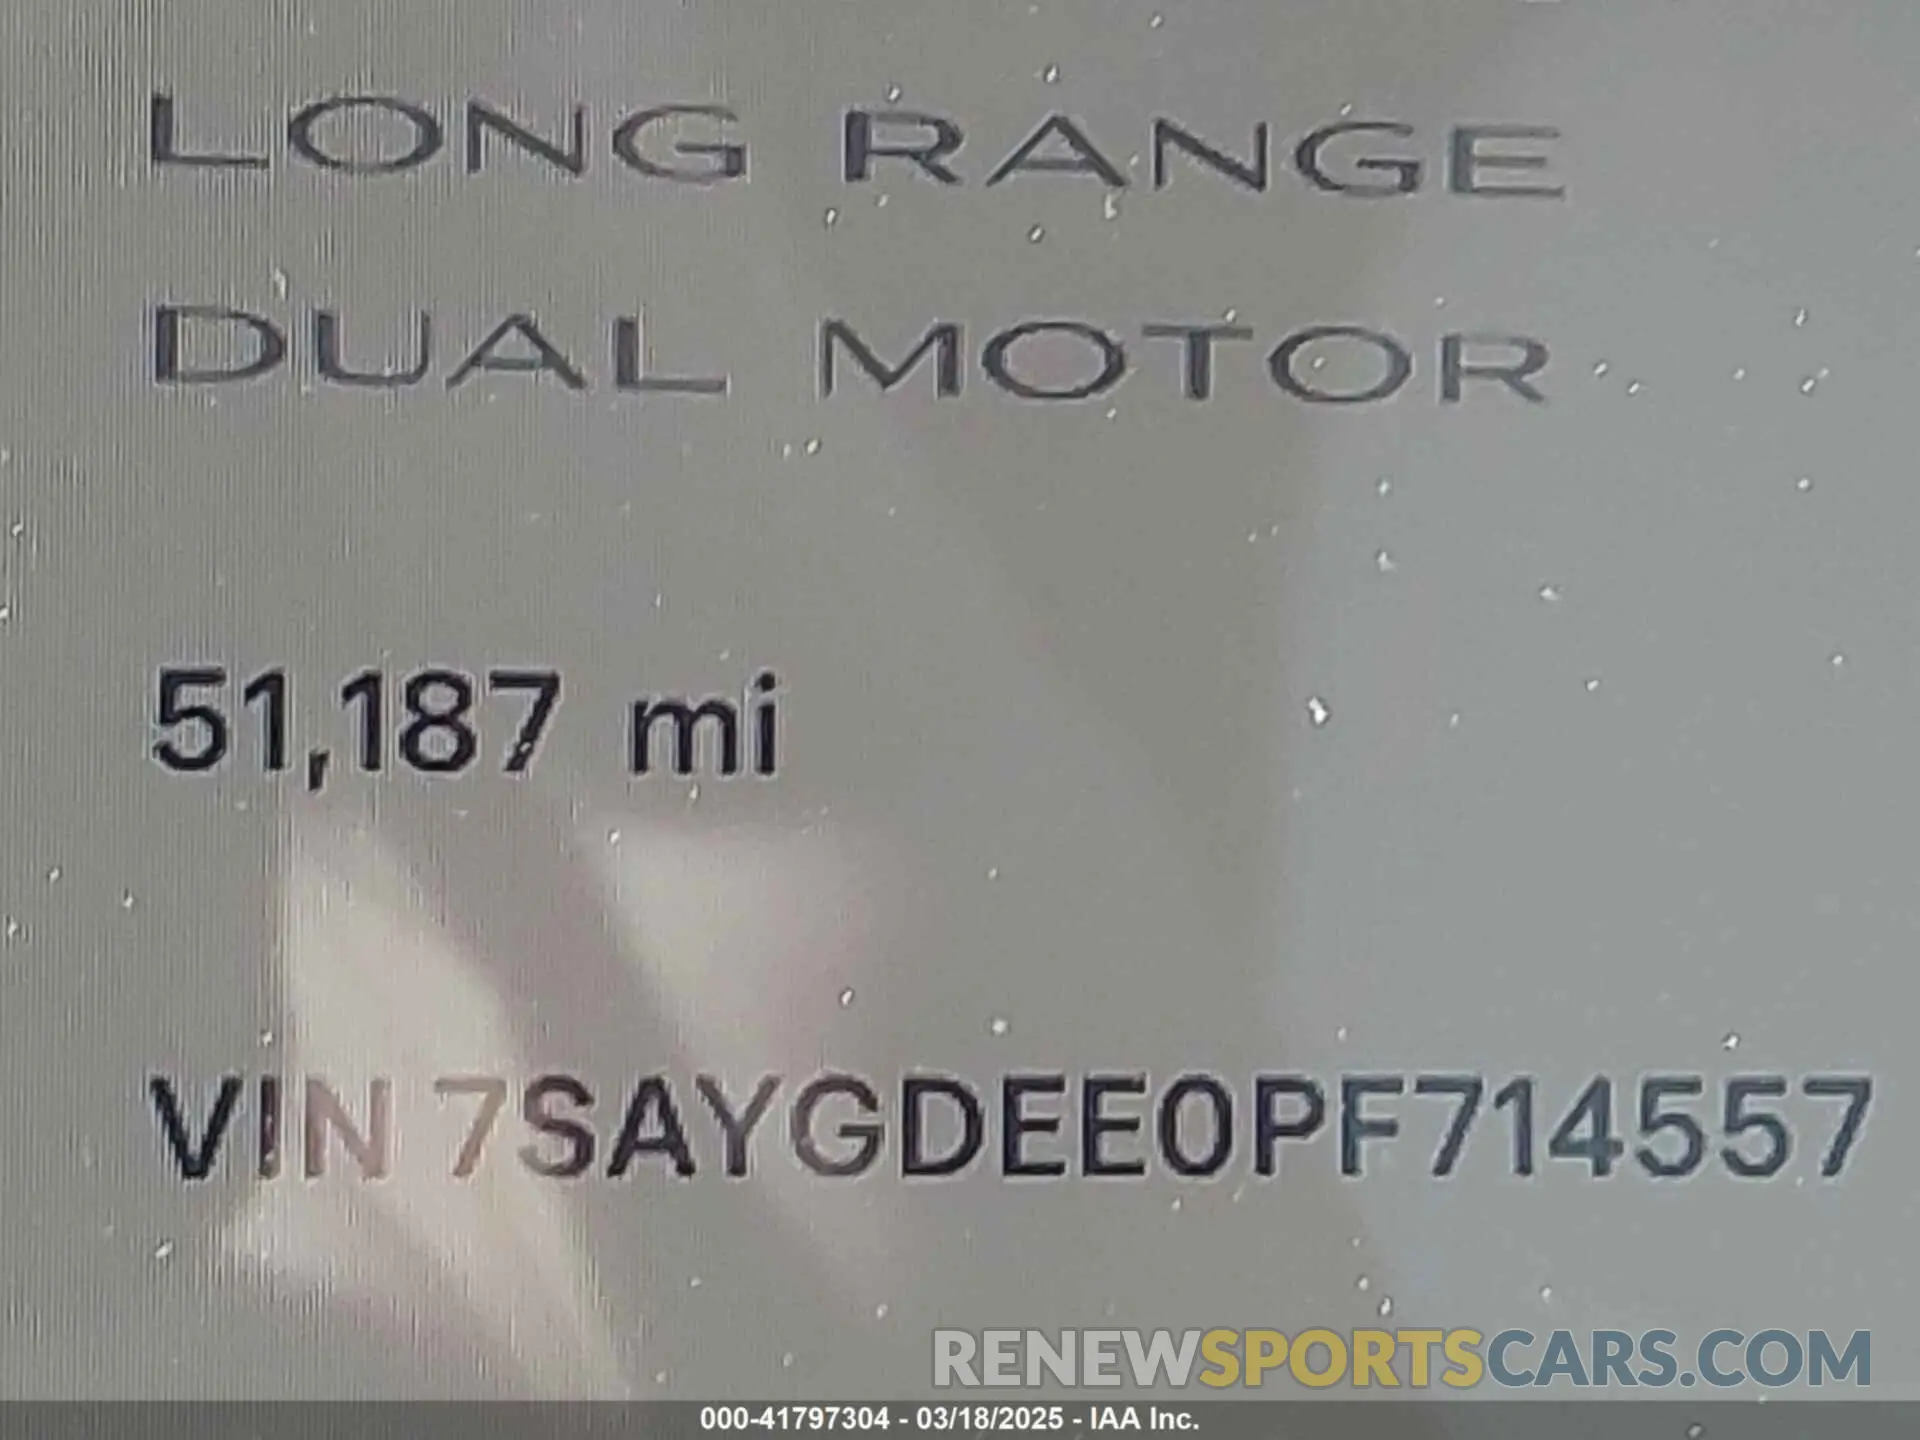 LONG RANGE
DUAL MOTOR
51,187 mi
VIN 7SAYGDEE0PF714557
RENEWSPORTSCARS.COM
000-41797304 - 03/18/2025 - IAA Inc.